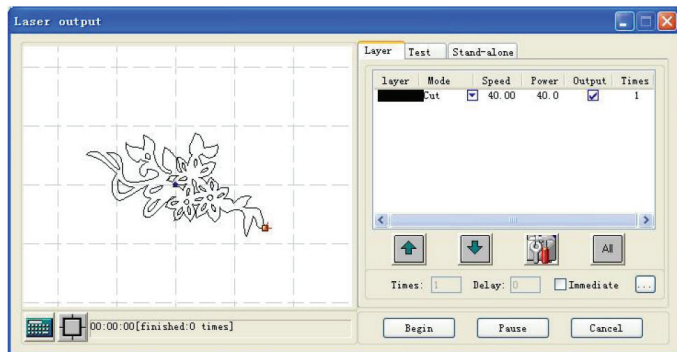 Laser output
Layer Test Stand-alone
layer Mode Speed Power Output Times
Cut 40.00 40.0 1
All
Times: 1 Delay: 0 Immediate ...
00:00:00[finished:0 times]
Begin Pause Cancel